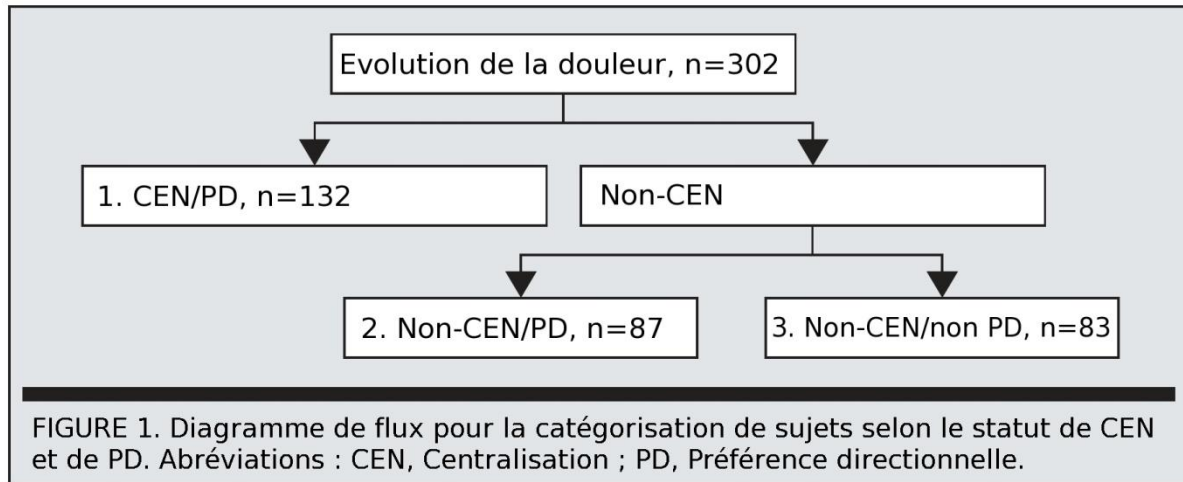 Evolution de la douleur, n=302
1. CEN/PD, n=132
Non-CEN
2. Non-CEN/PD, n=87
3. Non-CEN/non PD, n=83
FIGURE 1. Diagramme de flux pour la catégorisation de sujets selon le statut de CEN
et de PD. Abréviations : CEN, Centralisation ; PD, Préférence directionnelle.